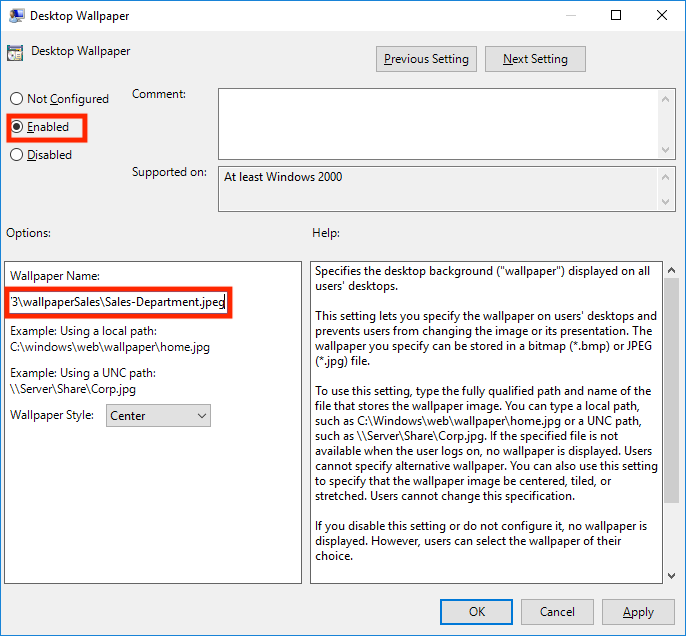 Desktop Wallpaper
Desktop Wallpaper
Previous Setting
Next Setting
Not Configured
Comment:
Enabled
Disabled
Supported on:
At least Windows 2000
Options:
Help:
Wallpaper Name:
3\wallpaperSales\Sales-Department.jpeg
Example: Using a local path:
C:\windows\web\wallpaper\home.jpg
Example: Using a UNC path:
\\Server\Share\Corp.jpg
Wallpaper Style:
Center
Specifies the desktop background ("wallpaper") displayed on all
users' desktops.
This setting lets you specify the wallpaper on users' desktops and
prevents users from changing the image or its presentation. The
wallpaper you specify can be stored in a bitmap (*.bmp) or JPEG
(*.jpg) file.
To use this setting, type the fully qualified path and name of the
file that stores the wallpaper image. You can type a local path,
such as C:\Windows\web\wallpaper\home.jpg or a UNC path,
such as \\Server\Share\Corp.jpg. If the specified file is not
available when the user logs on, no wallpaper is displayed. Users
cannot specify alternative wallpaper. You can also use this setting
to specify that the wallpaper image be centered, tiled, or
stretched. Users cannot change this specification.
If you disable this setting or do not configure it, no wallpaper is
displayed. However, users can select the wallpaper of their
choice.
OK
Cancel
Apply